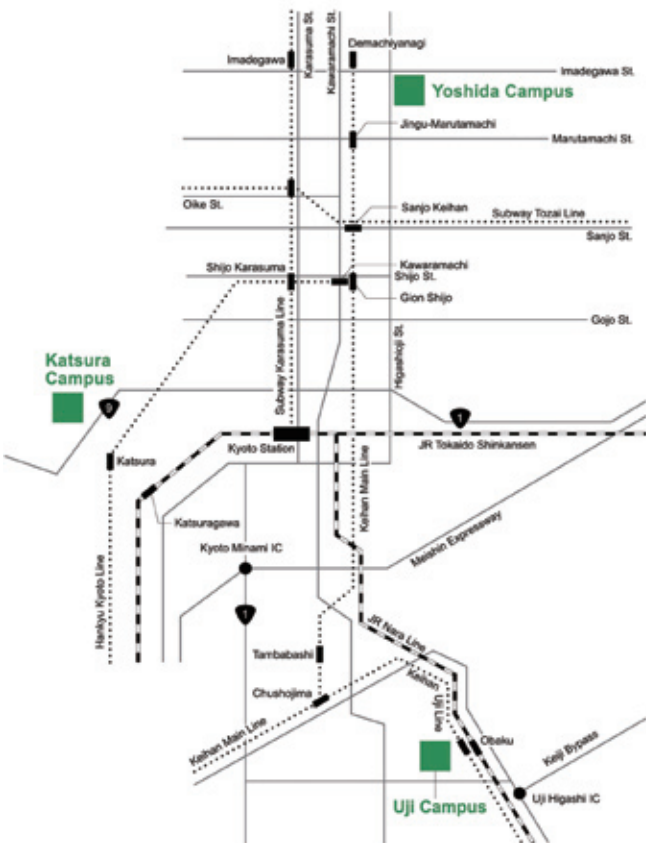 Karasuma St.
Kawaramachi St.
Demachiyanagi
Imadegawa
Imadegawa St.
Yoshida Campus
Jingu-Marutamachi
Marutamachi St.
Oike St.
Sanjo Keihan
Subway Tozai Line
Sanjo St.
Shijo Karasuma
Kawaramachi
Shijo St.
Gion Shijo
Gojo St.
Subway Karasuma Line
Higashioji St.
Katsura
Campus
9
1
Kyoto Station
JR Tokaido Shinkansen
Katsura
Katsuragawa
Keihan Main Line
Meishin Expressway
Kyoto Minami IC
Hankyu Kyoto Line
1
JR Nara Line
Tambabashi
Chushojima
Keihan
Uji Line
Keihan Main Line
Obaku
Keiji Bypass
Uji Campus
Uji Higashi IC